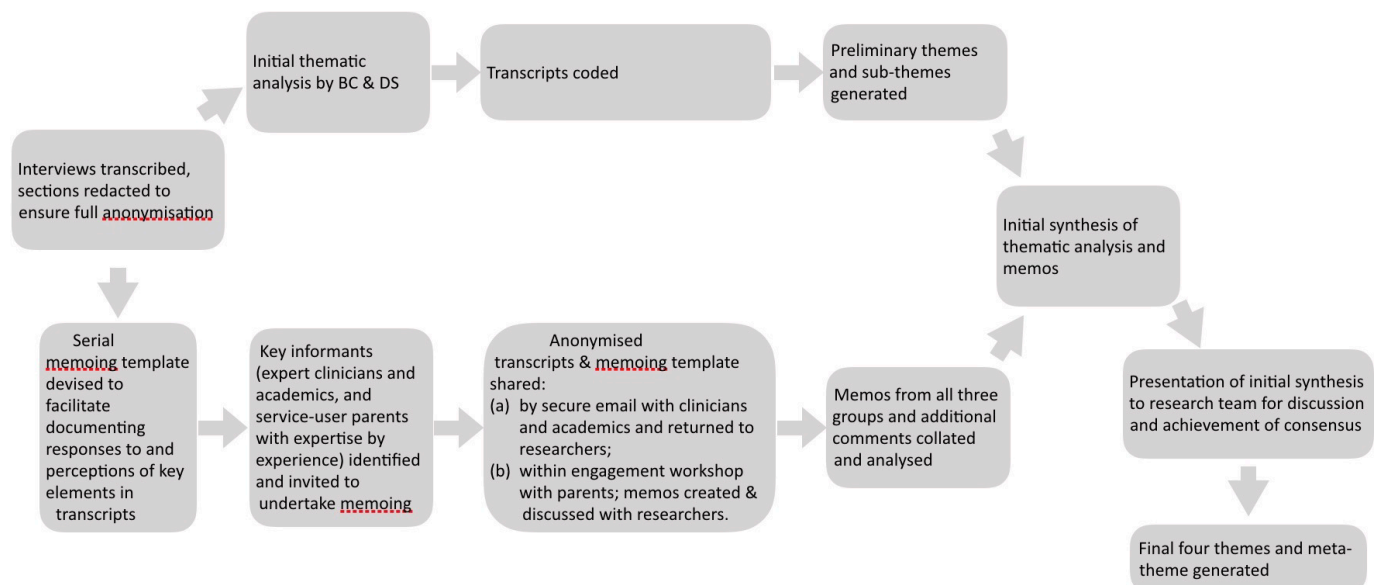 Interviews transcribed,
sections redacted to
ensure full anonymisation
Initial thematic
analysis by BC & DS
Transcripts coded
Preliminary themes
and sub-themes
generated
Serial
memoing template
devised to
facilitate
documenting
responses to and
perceptions of key
elements in
transcripts
Key informants
(expert clinicians and
academics, and
service-user parents
with expertise by
experience) identified
and invited to
undertake memoing
Anonymised
transcripts & memoing template
shared:
(a) by secure email with clinicians
and academics and returned to
researchers;
(b) within engagement workshop
with parents; memos created &
discussed with researchers.
Memos from all three
groups and additional
comments collated
and analysed
Initial synthesis of
thematic analysis and
memos
Presentation of initial synthesis
to research team for discussion
and achievement of consensus
Final four themes and meta-
theme generated